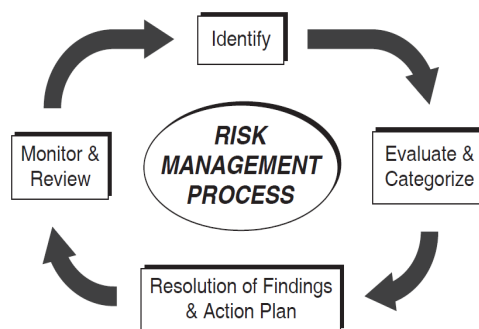 Identify
RISK
MANAGEMENT
PROCESS
Monitor &
Review
Evaluate &
Categorize
Resolution of Findings
& Action Plan